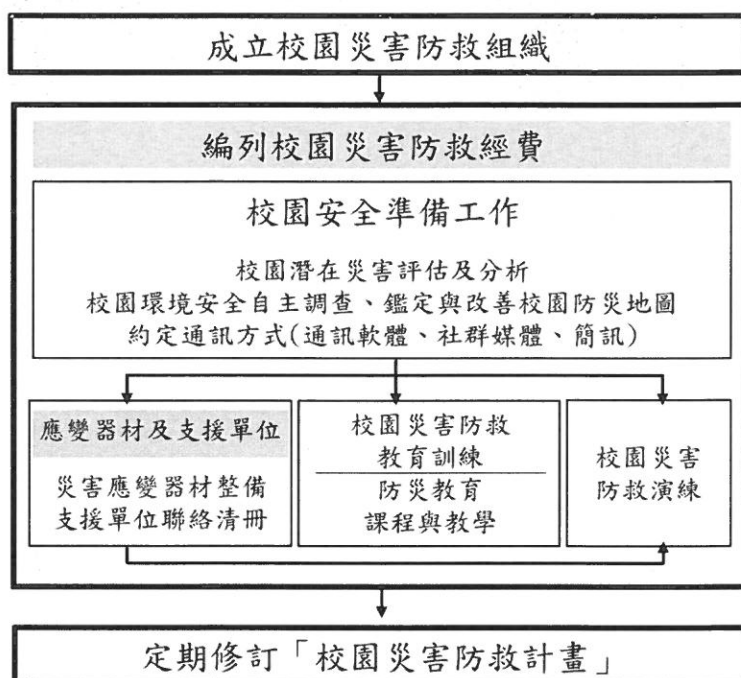 成立校園災害防救組織
編列校園災害防救經費
校園安全準備工作
校園潛在災害評估及分析
校園環境安全自主調查、鑑定與改善校園防災地圖
約定通訊方式(通訊軟體、社群媒體、簡訊)
應變器材及支援單位
災害應變器材整備
支援單位聯絡清冊
校園災害防救
教育訓練
防災教育
課程與教學
校園災害
防救演練
定期修訂「校園災害防救計畫」